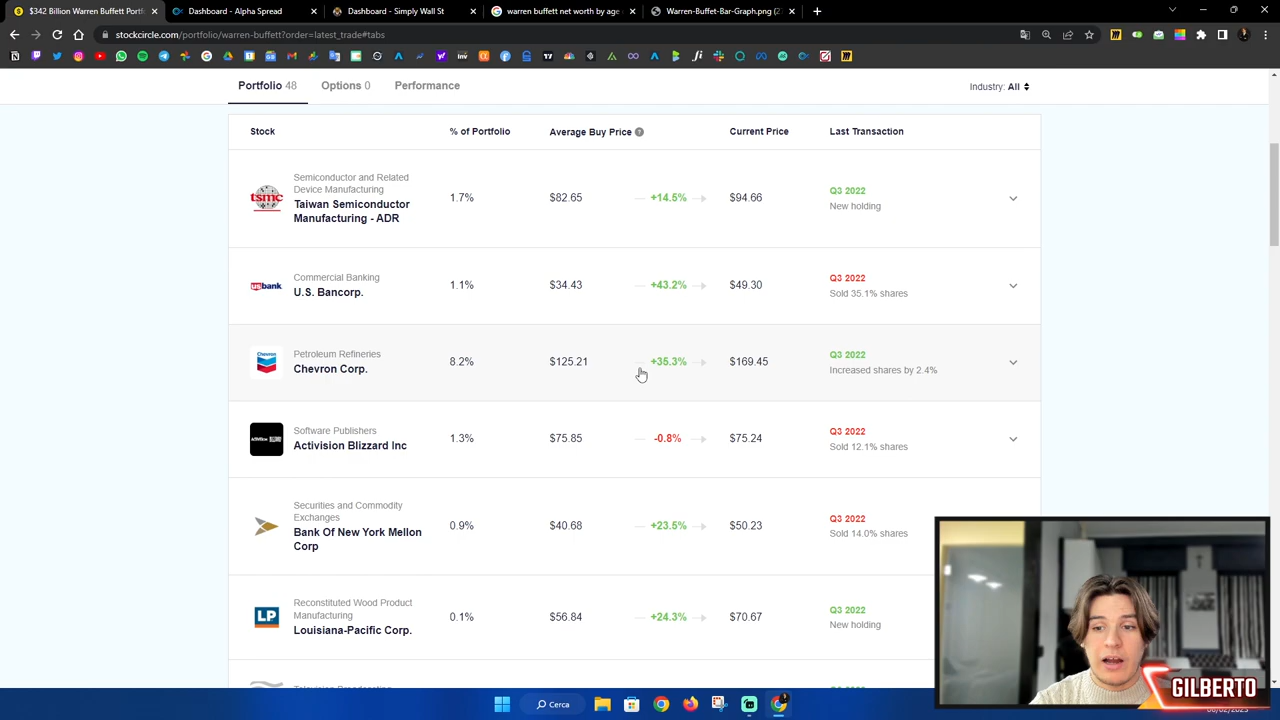 $342 Billion Warren Buffett Portfo
Dashboard - Alpha Spread
Dashboard - Simply Wall St
warren buffett net worth by age
Warren-Buffet-Bar-Graph.png (2
stockcircle.com/portfolio/warren-buffett?order=latest_trade#tabs
Portfolio 48
Options 0
Performance
Industry: All
Stock
% of Portfolio
Average Buy Price ?
Current Price
Last Transaction
tsmc
Semiconductor and Related
Device Manufacturing
Taiwan Semiconductor
Manufacturing - ADR
1.7%
$82.65
+14.5%
$94.66
Q3 2022
New holding
usbank
Commercial Banking
U.S. Bancorp.
1.1%
$34.43
+43.2%
$49.30
Q3 2022
Sold 35.1% shares
Chevron
Petroleum Refineries
Chevron Corp.
8.2%
$125.21
+35.3%
$169.45
Q3 2022
Increased shares by 2.4%
Software Publishers
Activision Blizzard Inc
1.3%
$75.85
-0.8%
$75.24
Q3 2022
Sold 12.1% shares
Securities and Commodity
Exchanges
Bank Of New York Mellon
Corp
0.9%
$40.68
+23.5%
$50.23
Q3 2022
Sold 14.0% shares
LP
Reconstituted Wood Product
Manufacturing
Louisiana-Pacific Corp.
0.1%
$56.84
+24.3%
$70.67
Q3 2022
New holding
GILBERTO
Cerca